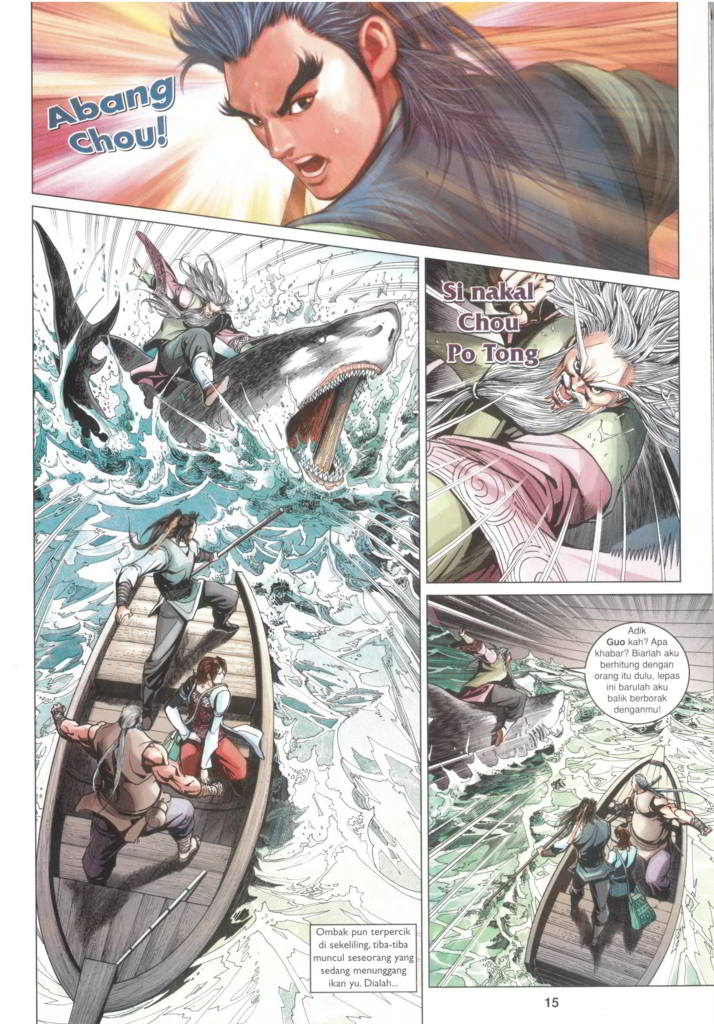 Abang
Chou!
Si nakal
Chou
Po Tong
Ombak pun terpercik
di sekeliling, tiba-tiba
muncul seseorang yang
sedang menunggang
ikan yu. Dialah...
Adik
Guo kah? Apa
khabar? Biarlah aku
berhitung dengan
orang itu dulu, lepas
ini barulah aku
balik berborak
denganmu!
15